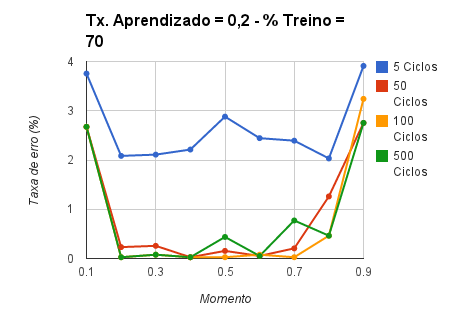 Tx. Aprendizado = 0,2 - % Treino =
70
4
3
2
1
0
Taxa de erro (%)
0.1
0.3
0.5
0.7
0.9
Momento
5 Ciclos
50
Ciclos
100
Ciclos
500
Ciclos